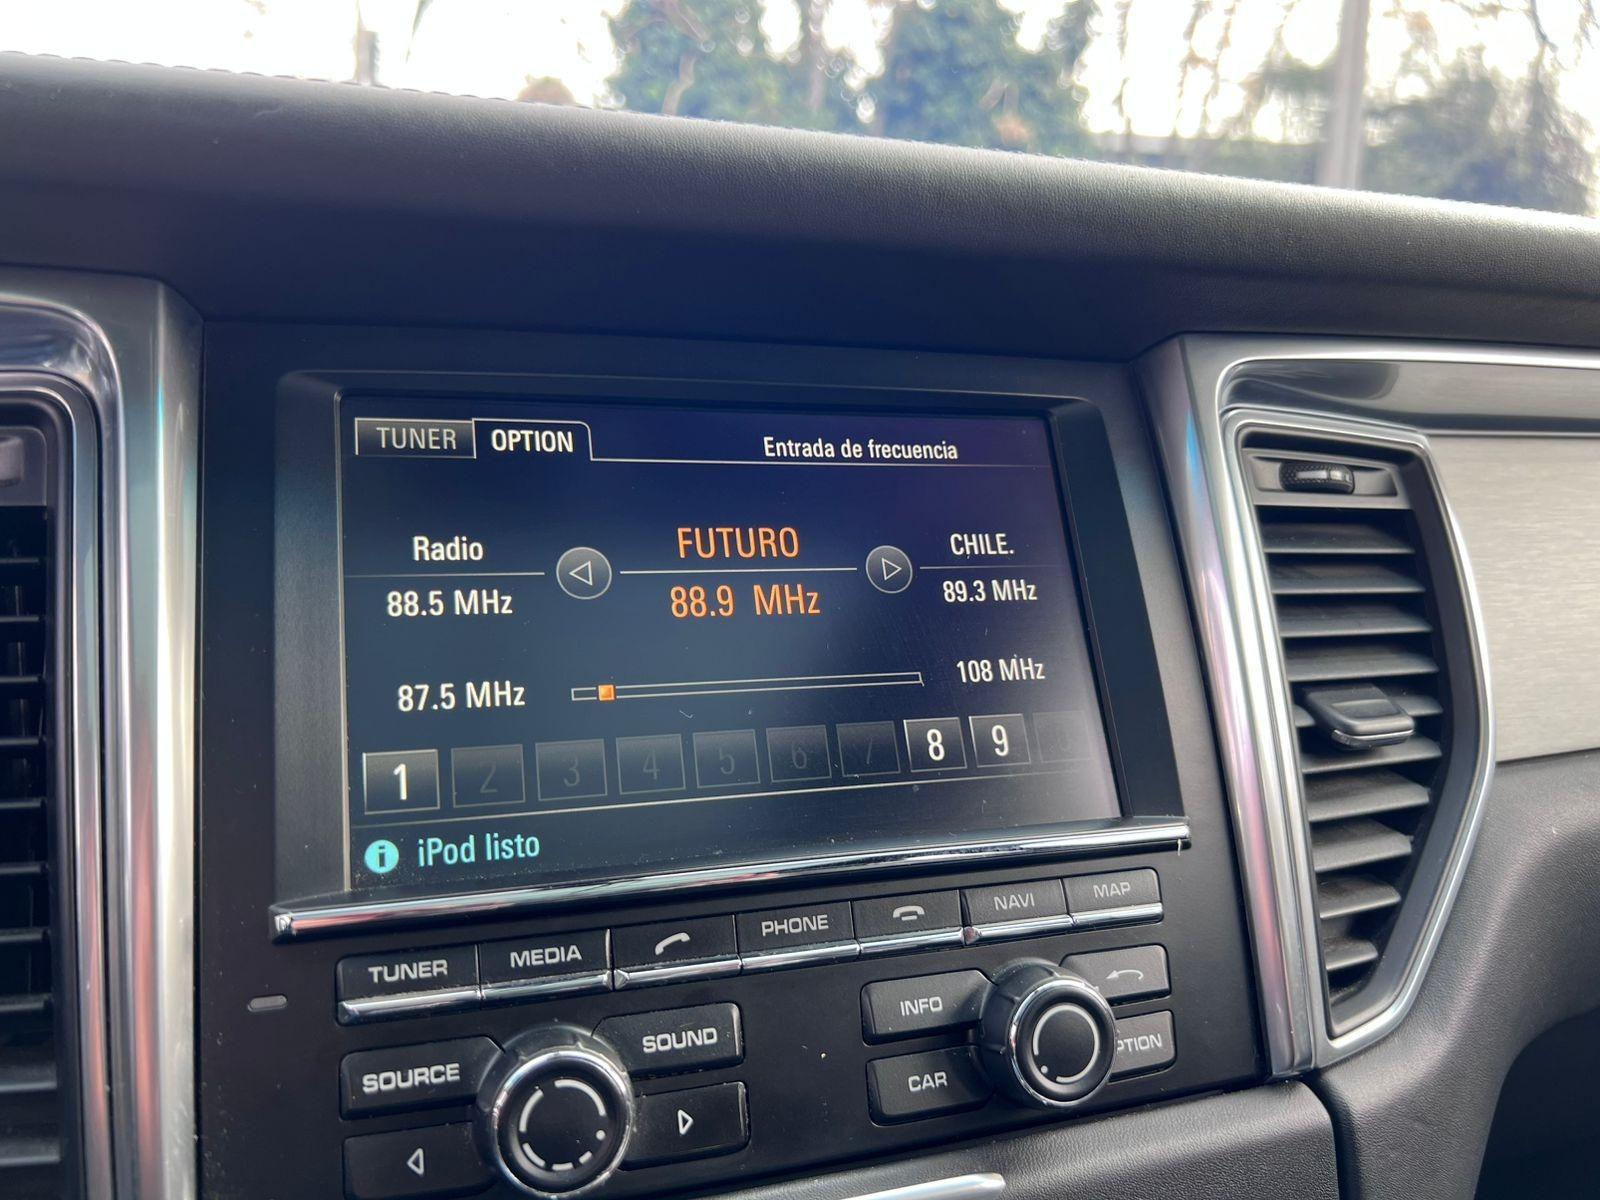 TUNER OPTION Entrada de frecuencia
Radio FUTURO CHILE.
88.5 MHz 88.9 MHz 89.3 MHz
87.5 MHz 108 MHz
1 2 3 4 5 6 7 8 9 0
i iPod listo
TUNER MEDIA PHONE NAVI MAP
SOURCE SOUND INFO
CAR PTION